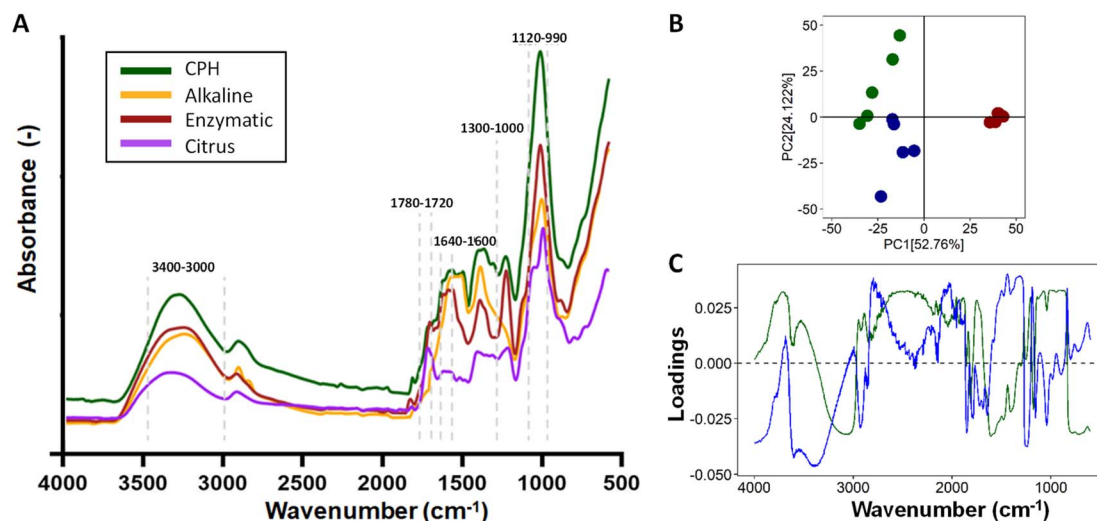 A
CPH
Alkaline
Enzymatic
Citrus
3400-3000
1780-1720
1640-1600
1300-1000
1120-990
Absorbance (-)
4000 3500 3000 2500 2000 1500 1000 500
Wavenumber (cm-1)
B
50
25
0
-25
-50
PC2[24.122%]
-50 -25 0 25 50
PC1[52.76%]
C
0.025
0.000
-0.025
-0.050
Loadings
4000 3000 2000 1000
Wavenumber (cm-1)